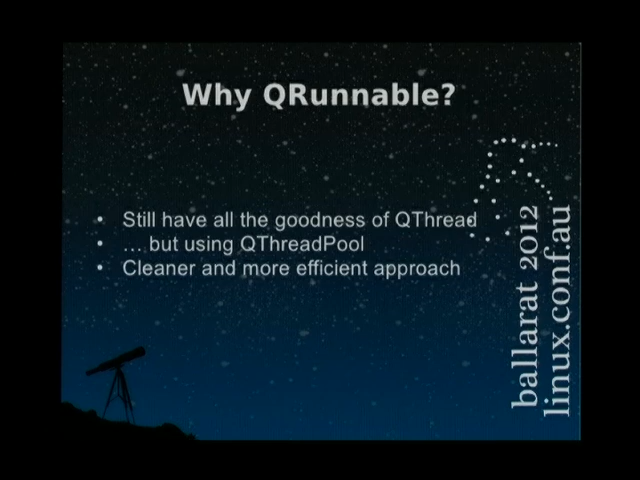 Why QRunnable?
• Still have all the goodness of QThread
• ....but using QThreadPool
• Cleaner and more efficient approach
ballarat 2012
linux.conf.au